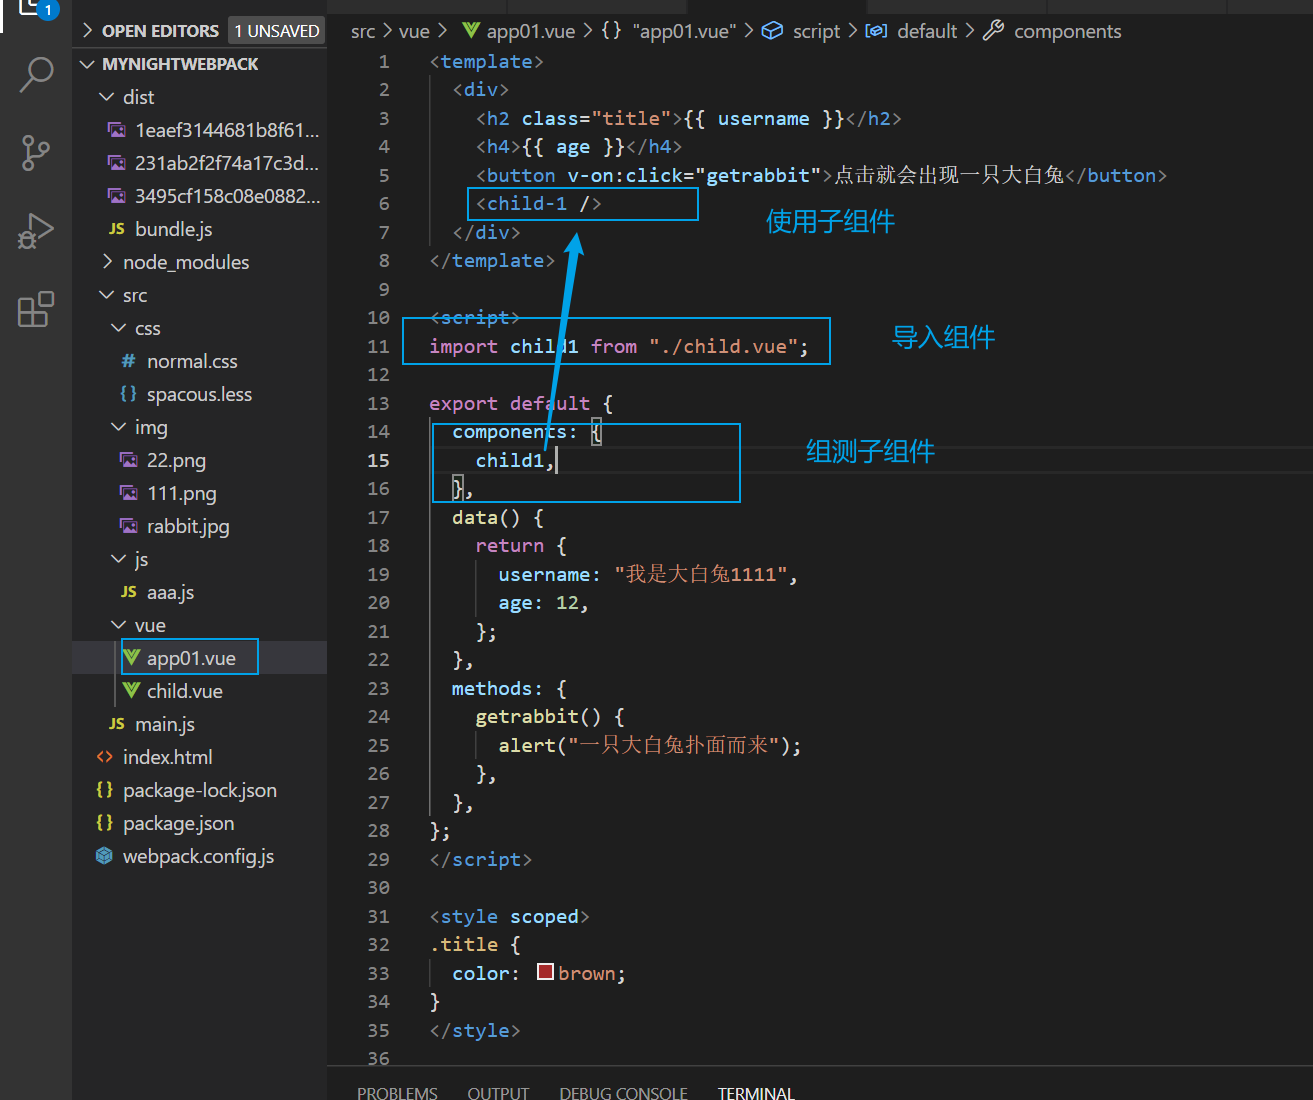 1
OPEN EDITORS 1 UNSAVED
MYNIGHTWEBPACK
dist
1eaef3144681b8f61...
231ab2f2f74a17c3d...
3495cf158c08e0882...
JS bundle.js
node_modules
src
css
# normal.css
{} spacous.less
img
22.png
111.png
rabbit.jpg
js
JS aaa.js
vue
app01.vue
child.vue
JS main.js
<> index.html
{} package-lock.json
{} package.json
webpack.config.js
src > vue > app01.vue > {} "app01.vue" > script > default > components
1 <template>
2 <div>
3 <h2 class="title">{{ username }}</h2>
4 <h4>{{ age }}</h4>
5 <button v-on:click="getrabbit">点击就会出现一只大白兔</button>
6 <child-1 />
使用子组件
7 </div>
8 </template>
9
10 <script>
11 import child1 from "./child.vue";
导入组件
12
13 export default {
14 components: {
15 child1,
组测子组件
16 },
17 data() {
18 return {
19 username: "我是大白兔1111",
20 age: 12,
21 };
22 },
23 methods: {
24 getrabbit() {
25 alert("一只大白兔扑面而来");
26 },
27 },
28 };
29 </script>
30
31 <style scoped>
32 .title {
33 color: brown;
34 }
35 </style>
36
PROBLEMS OUTPUT DEBUG CONSOLE TERMINAL